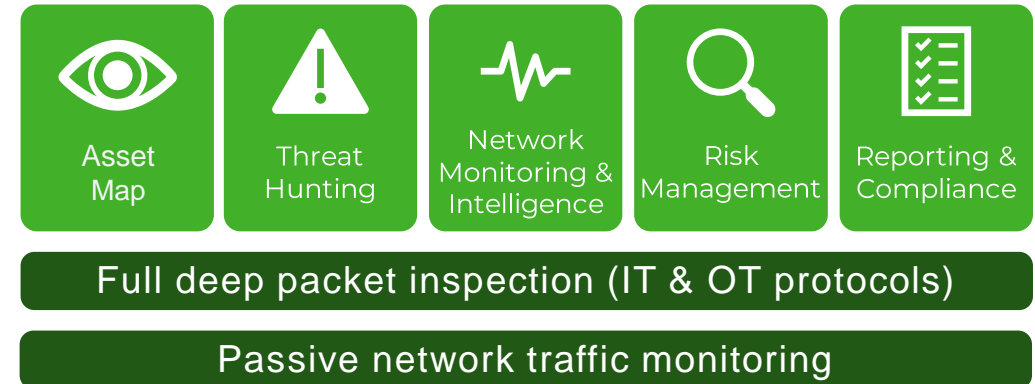 Asset
Map
Threat
Hunting
Network
Monitoring &
Intelligence
Risk
Management
Reporting &
Compliance
Full deep packet inspection (IT & OT protocols)
Passive network traffic monitoring